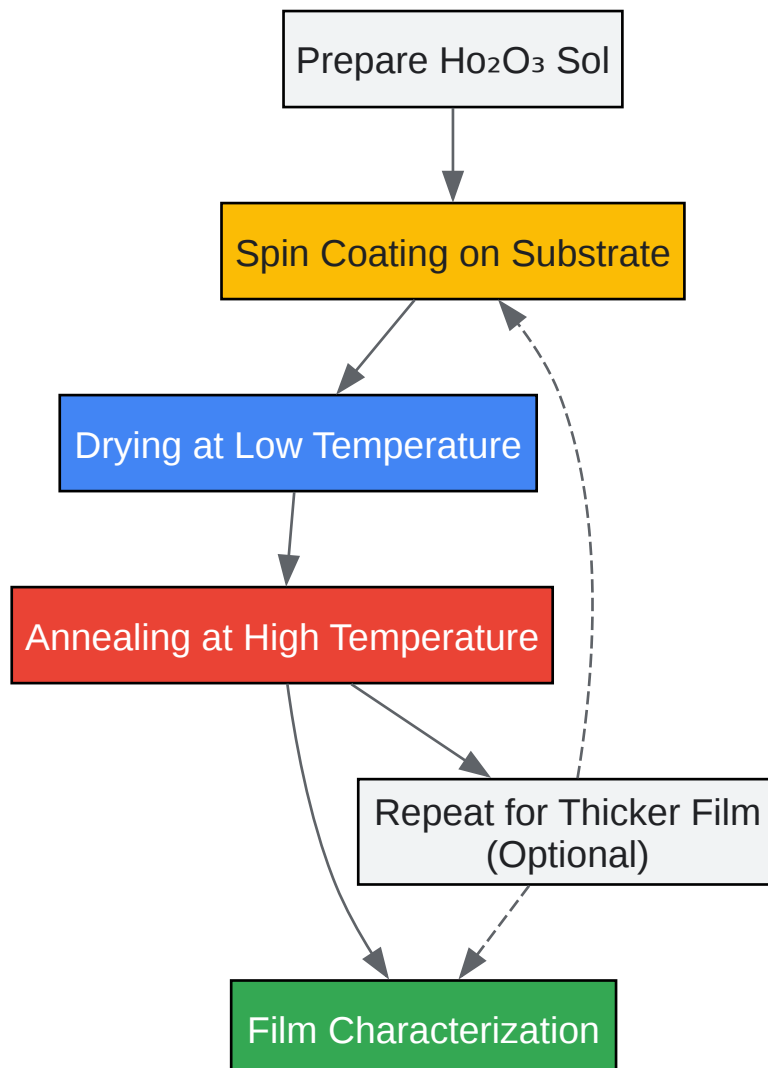 Prepare Ho₂O₃ Sol
Spin Coating on Substrate
Drying at Low Temperature
Annealing at High Temperature
Repeat for Thicker Film
(Optional)
Film Characterization